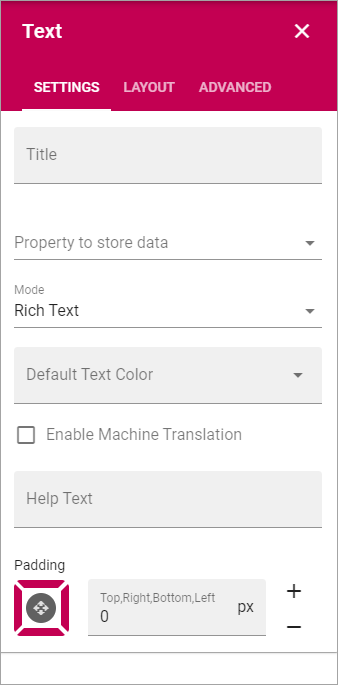 Text
SETTINGS LAYOUT ADVANCED
Title
Property to store data
Mode
Rich Text
Default Text Color
Enable Machine Translation
Help Text
Padding
Top,Right,Bottom,Left
0 px